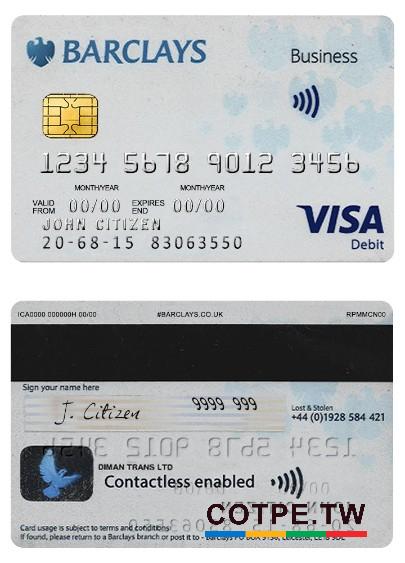 BARCLAYS
Business
1234 5678 9012 3456
MONTH/YEAR MONTH/YEAR
VALID FROM 00/00 EXPIRES END 00/00
JOHN CITIZEN
20-68-15 83063550
VISA
Debit
ICA0000 000000H 00/00 #BARCLAYS.CO.UK RPMMCNC0
Sign your name here
J. Citizen 9999 999
Lost & Stolen
+44 (0)1928 584 421
DIMAN TRANS LTD
Contactless enabled
COTPE.TW
Card usage is subject to terms and conditions
If found, please return to a Barclays branch or post it to -